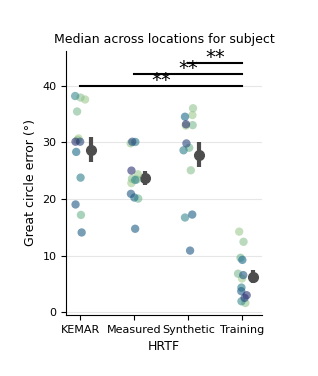 Median across locations for subject
**
**
**
Great circle error (°)
40
30
20
10
0
KEMAR Measured Synthetic Training
HRTF